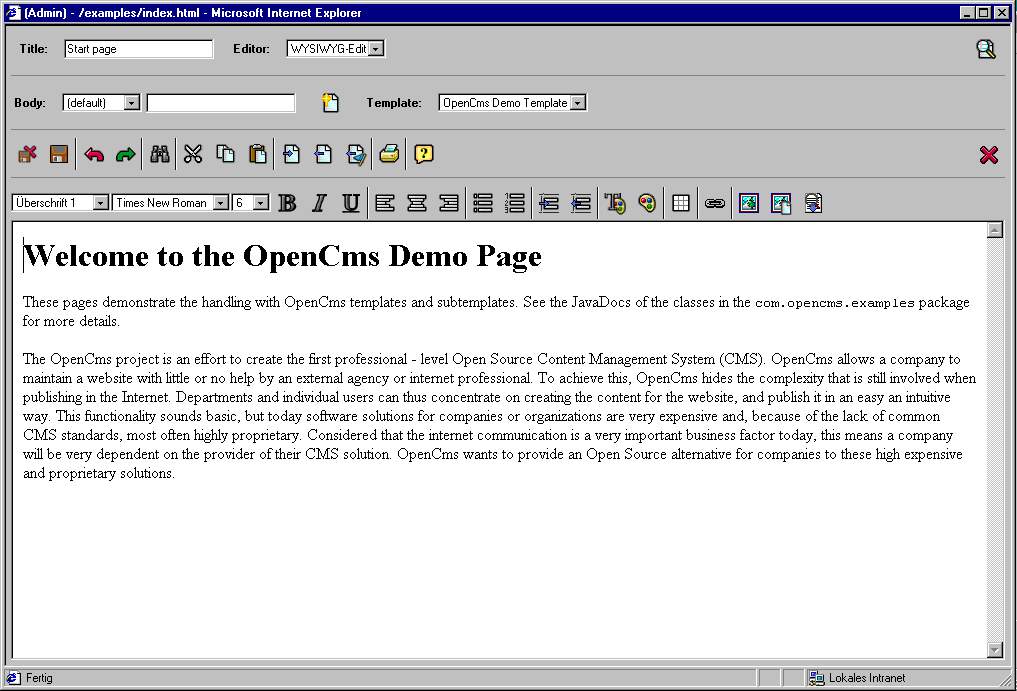 (Admin) - /examples/index.html - Microsoft Internet Explorer
Title: Start page Editor: WYSIWYG-Edit
Body: (default) Template: OpenCms Demo Template
Überschrift 1 Times New Roman 6 B I U
Welcome to the OpenCms Demo Page
These pages demonstrate the handling with OpenCms templates and subtemplates. See the JavaDocs of the classes in the com.opencms.examples package
for more details.
The OpenCms project is an effort to create the first professional - level Open Source Content Management System (CMS). OpenCms allows a company to
maintain a website with little or no help by an external agency or internet professional. To achieve this, OpenCms hides the complexity that is still involved when
publishing in the Internet. Departments and individual users can thus concentrate on creating the content for the website, and publish it in an easy an intuitive
way. This functionality sounds basic, but today software solutions for companies or organizations are very expensive and, because of the lack of common
CMS standards, most often highly proprietary. Considered that the internet communication is a very important business factor today, this means a company
will be very dependent on the provider of their CMS solution. OpenCms wants to provide an Open Source alternative for companies to these high expensive
and proprietary solutions.
Fertig Lokales Intranet